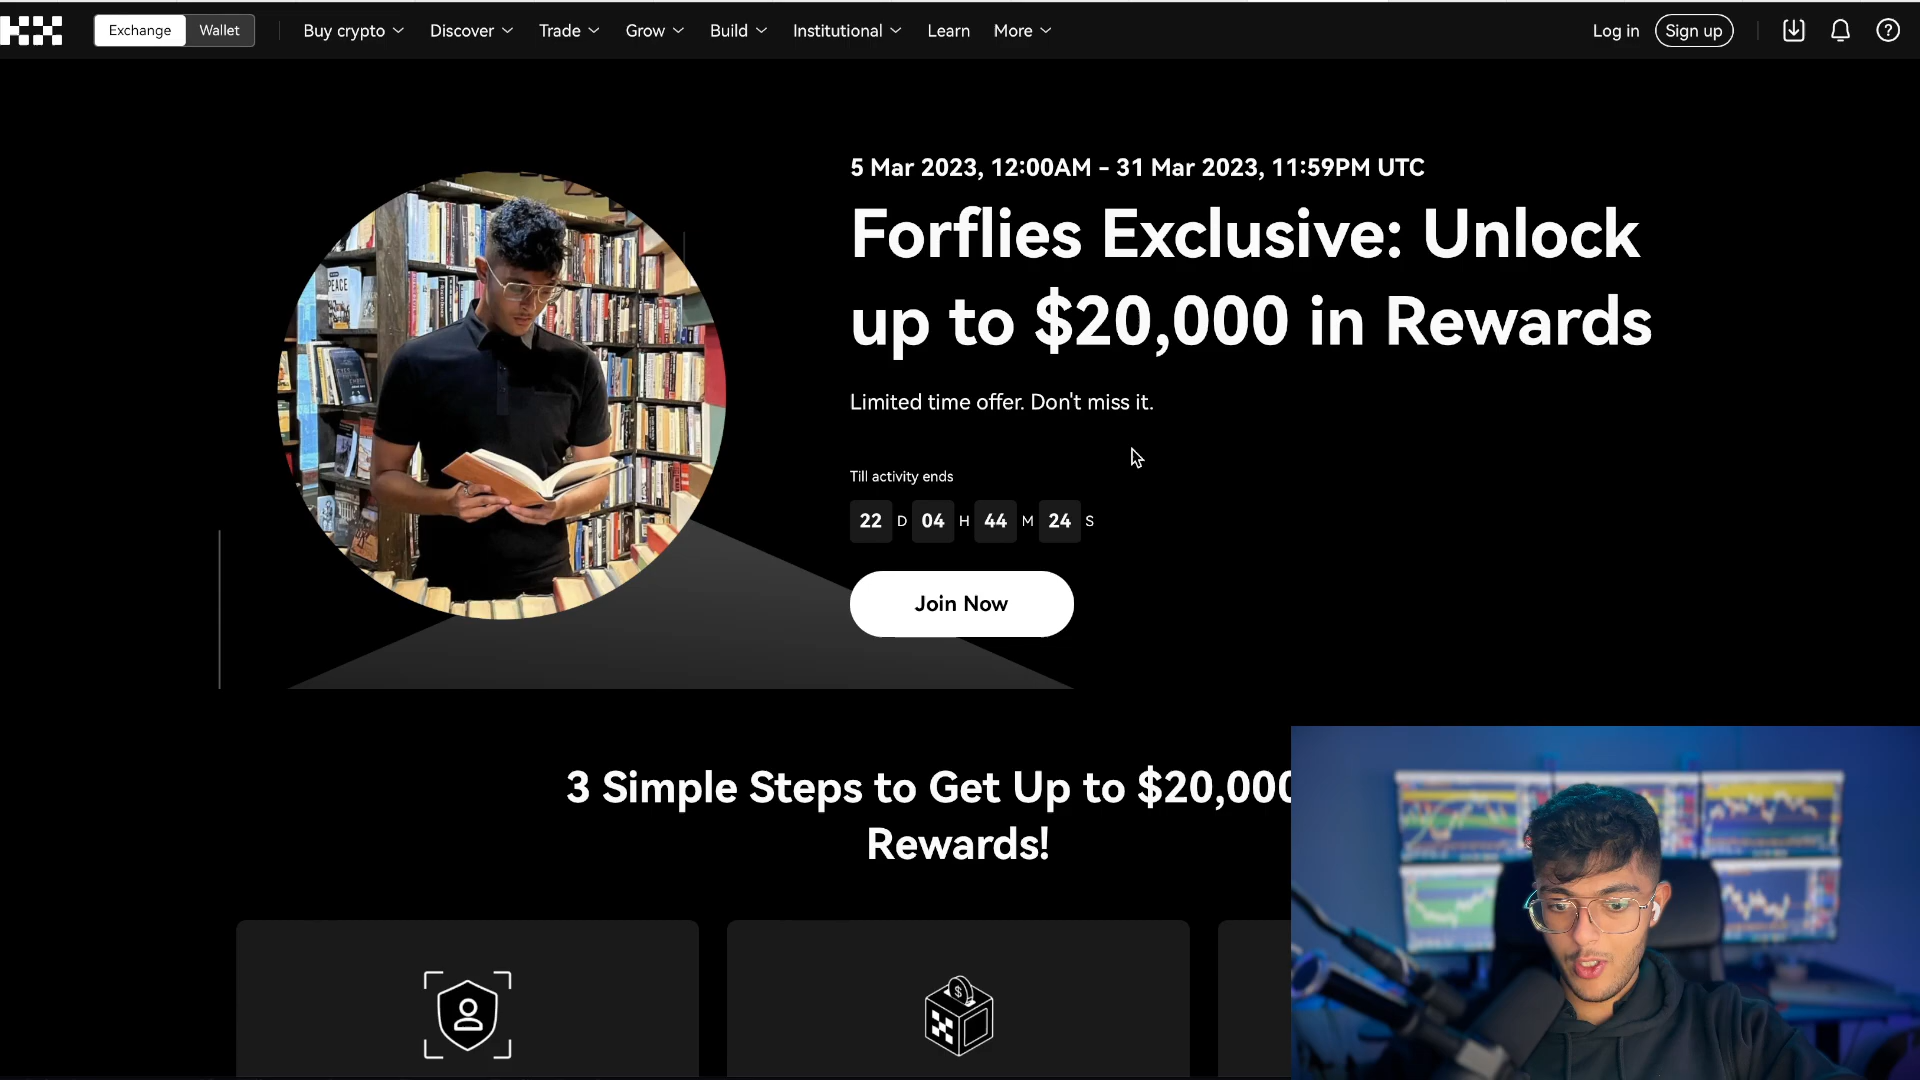 Exchange Wallet Buy crypto Discover Trade Grow Build Institutional Learn More Log in Sign up
5 Mar 2023, 12:00AM - 31 Mar 2023, 11:59PM UTC
Forflies Exclusive: Unlock
up to $20,000 in Rewards
Limited time offer. Don't miss it.
Till activity ends
22 D 04 H 44 M 24 S
Join Now
3 Simple Steps to Get Up to $20,000
Rewards!
PEACE